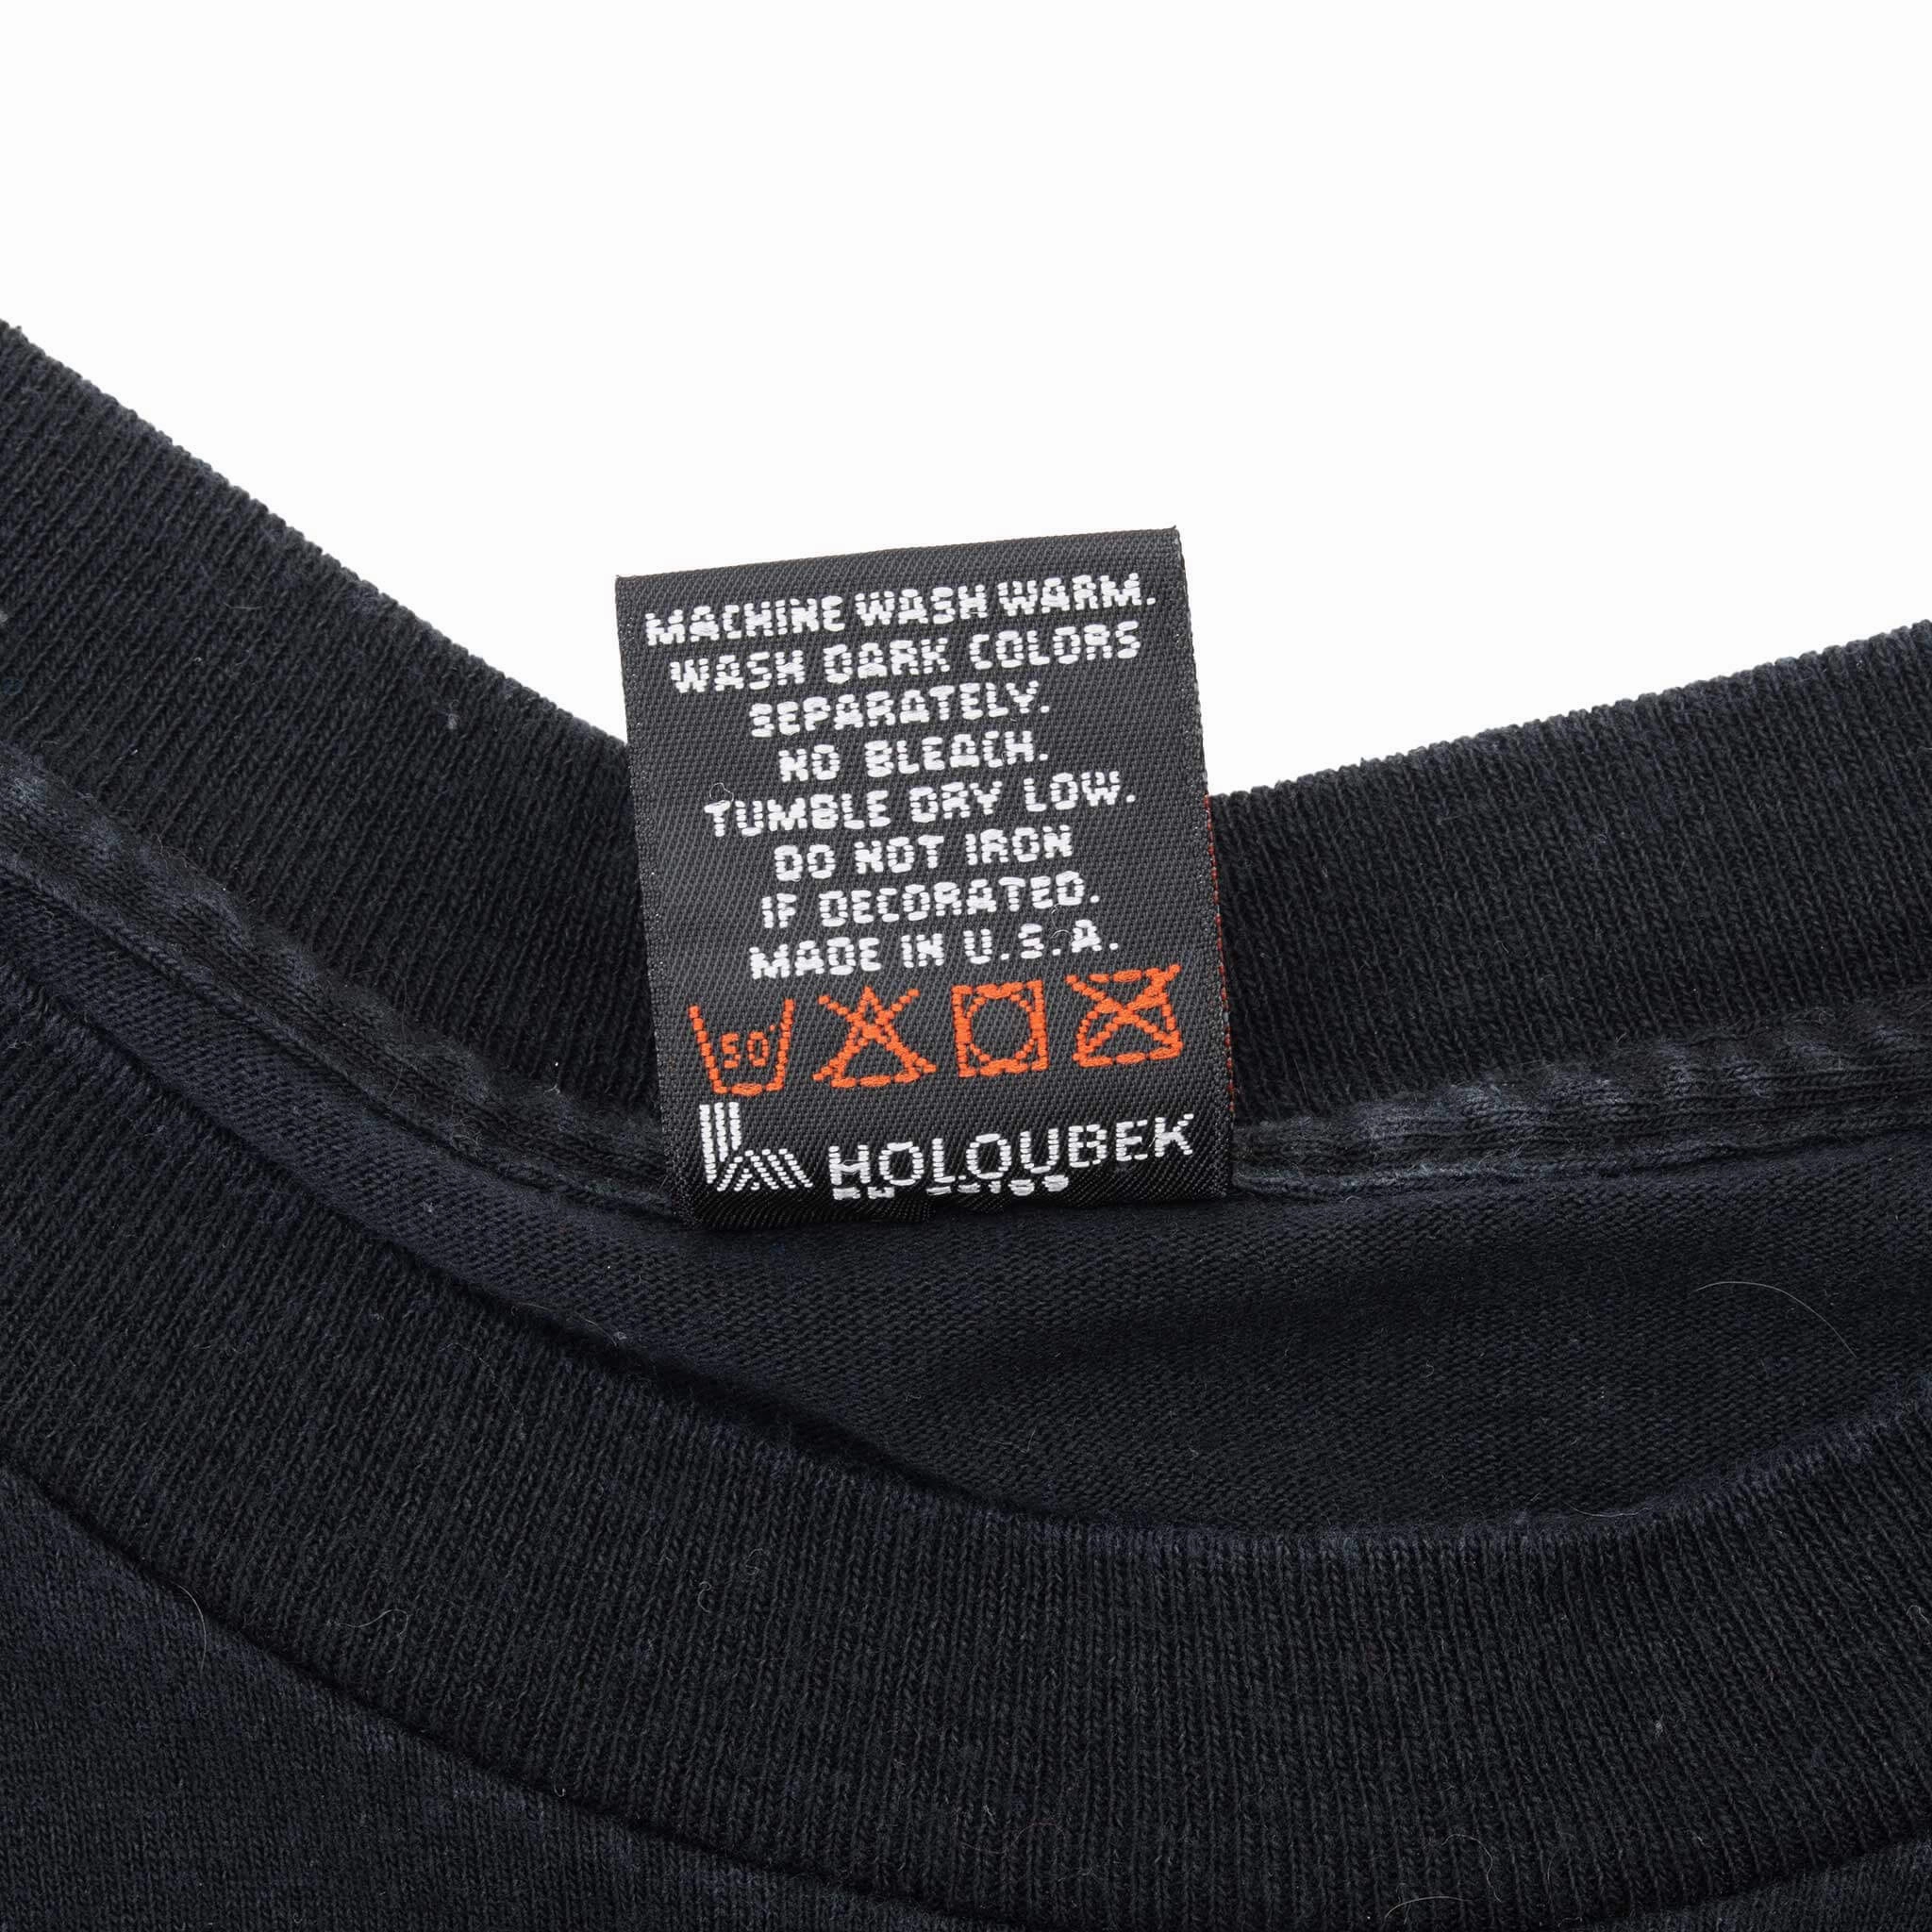 MACHINE WASH WARM.
WASH DARK COLORS
SEPARATELY.
NO BLEACH.
TUMBLE DRY LOW.
DO NOT IRON
IF DECORATED.
MADE IN U.S.A.
50°
HOLOUBEK